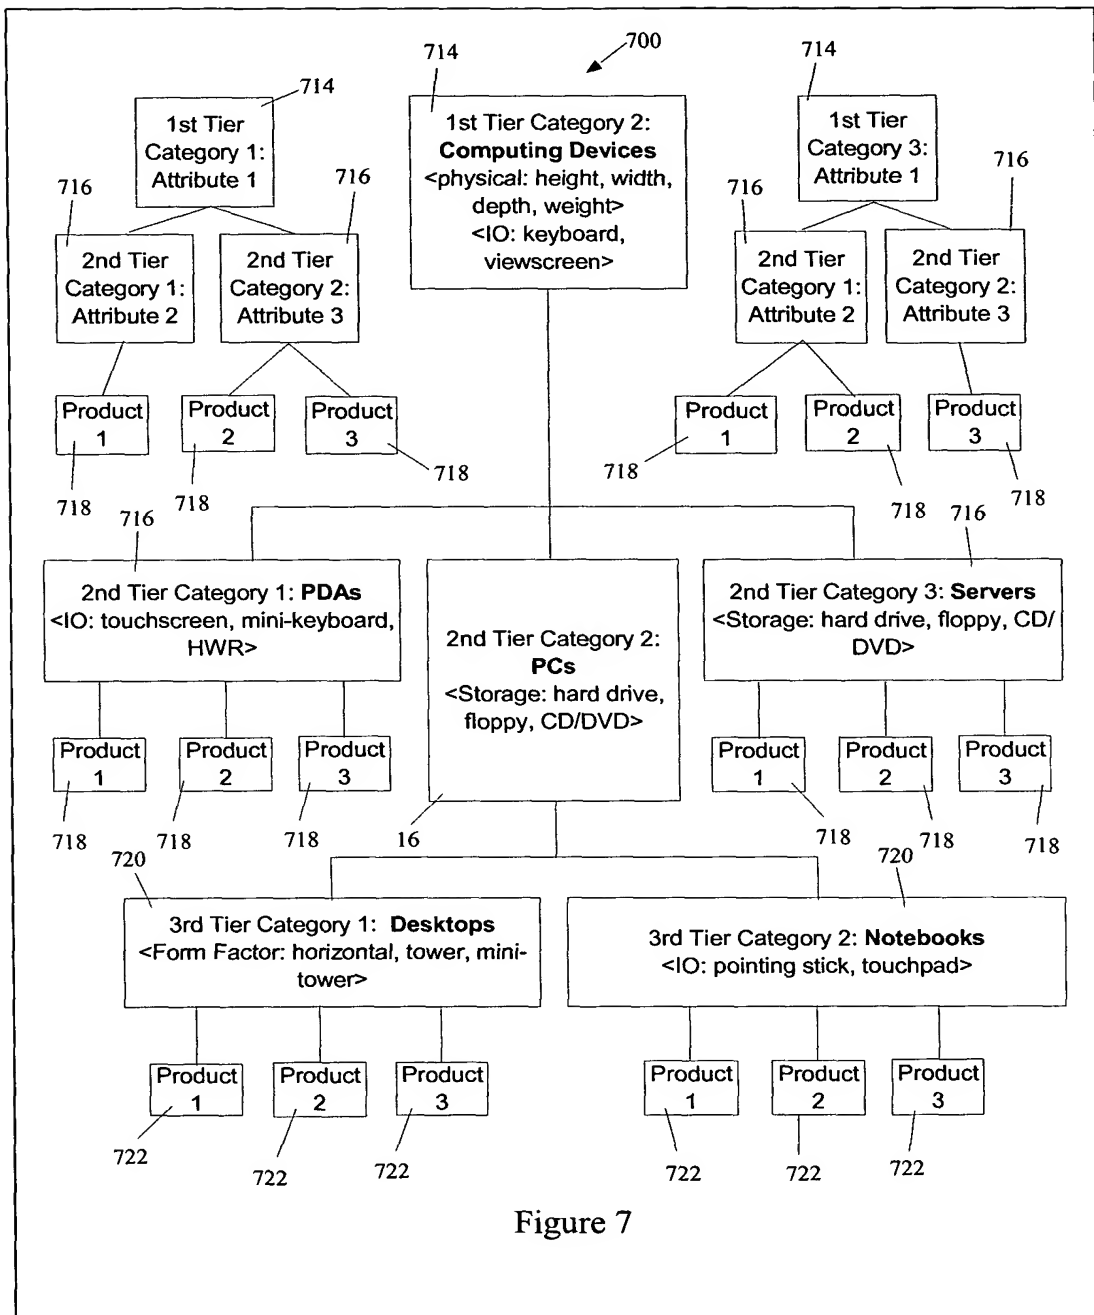 700
714
714
714
1st Tier
Category 1:
Attribute 1
1st Tier Category 2:
Computing Devices
<physical: height, width,
depth, weight>
<IO: keyboard,
viewscreen>
1st Tier
Category 3:
Attribute 1
716
716
716
716
2nd Tier
Category 1:
Attribute 2
2nd Tier
Category 2:
Attribute 3
2nd Tier
Category 1:
Attribute 2
2nd Tier
Category 2:
Attribute 3
Product
1
Product
2
Product
3
Product
1
Product
2
Product
3
718
718
718
718
718
718
716
716
2nd Tier Category 1: PDAs
<IO: touchscreen, mini-keyboard,
HWR>
2nd Tier Category 2:
PCs
<Storage: hard drive,
floppy, CD/DVD>
2nd Tier Category 3: Servers
<Storage: hard drive, floppy, CD/
DVD>
Product
1
Product
2
Product
3
Product
1
Product
2
Product
3
718
718
718
16
718
718
718
720
720
3rd Tier Category 1: Desktops
<Form Factor: horizontal, tower, mini-
tower>
3rd Tier Category 2: Notebooks
<IO: pointing stick, touchpad>
Product
1
Product
2
Product
3
Product
1
Product
2
Product
3
722
722
722
722
722
722
Figure 7